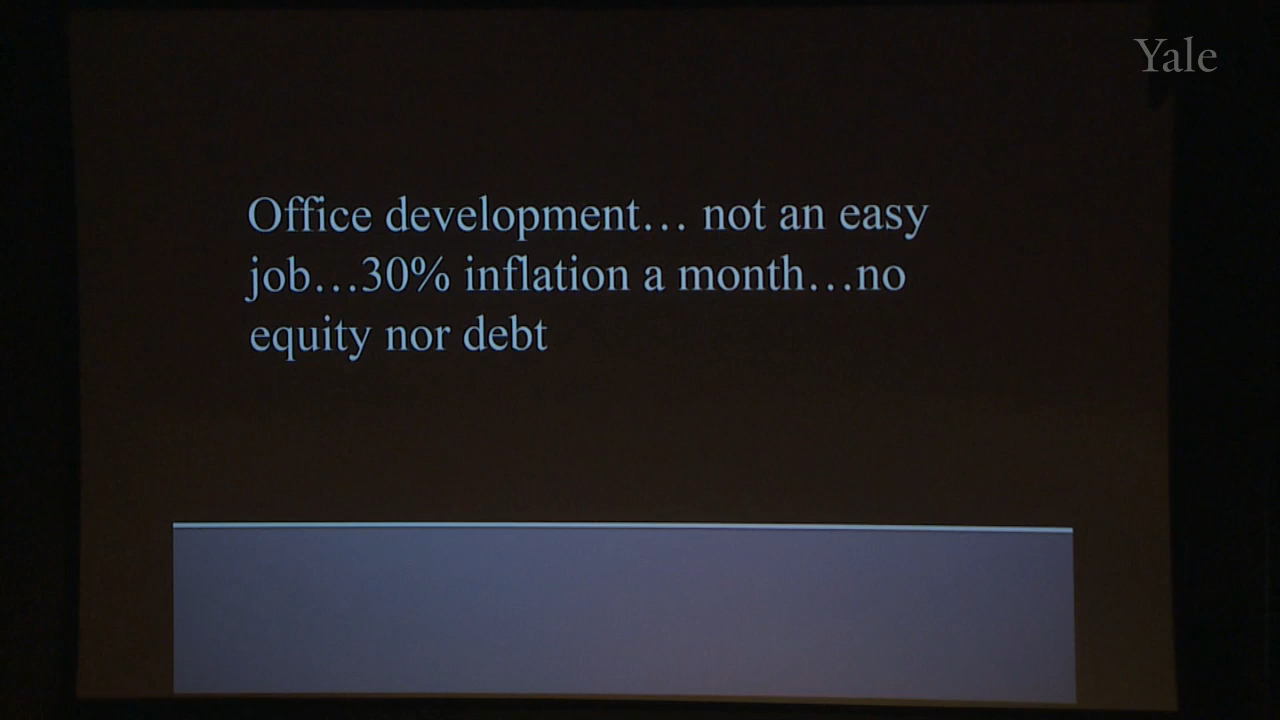 Yale
Office development… not an easy
job…30% inflation a month…no
equity nor debt